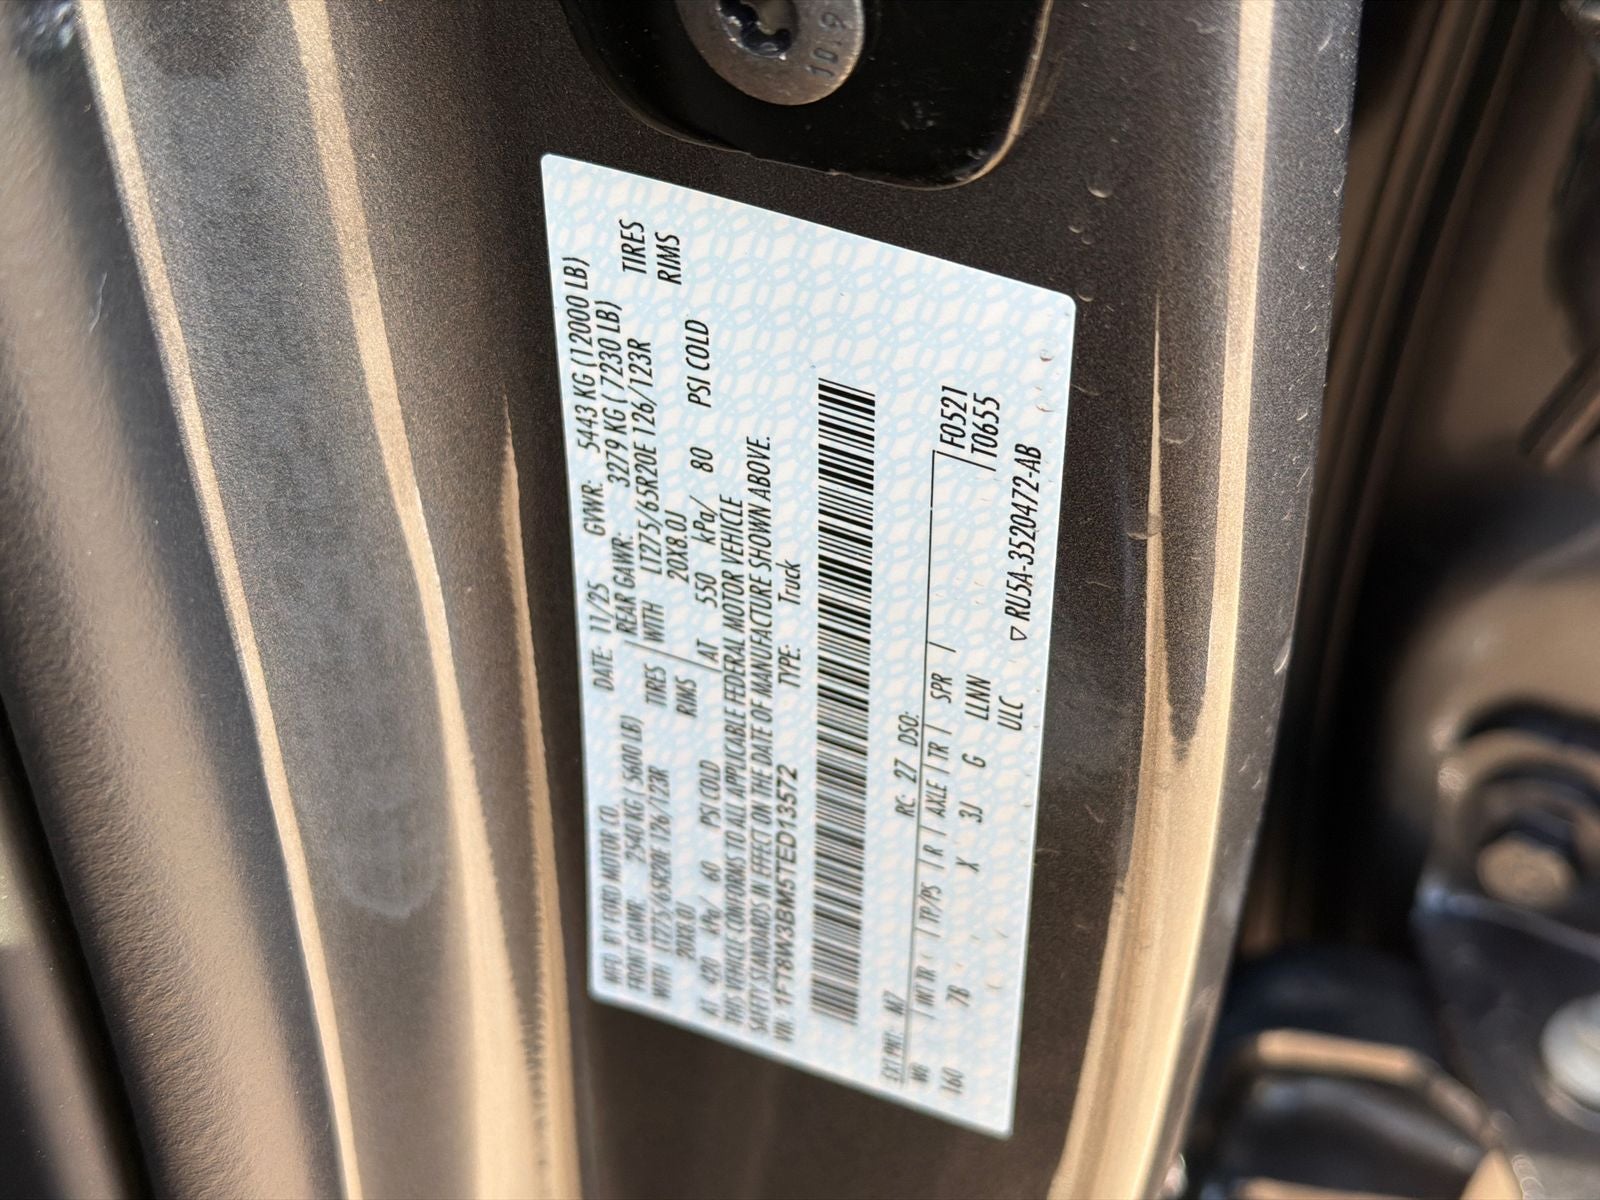 10.9
MFD. BY FORD MOTOR CO.
DATE: 11/25 GVWR: 5443 KG (12000 LB)
FRONT GAWR: 2540 KG 5600 LB)
REAR GAWR: 3279 KG ( 7230 LB)
WITH LT275/65R20E 126/123R TIRES
WITH LT275/65R20E 126/123R TIRES
20X8.0J RIMS
20X8.0J RIMS
AT 420 kPa/ 60 PSI COLD
AT 550 kPa/ 80 PSI COLD
THIS VEHICLE CONFORMS TO ALL APPLICABLE FEDERAL MOTOR VEHICLE
SAFETY STANDARDS IN EFFECT ON THE DATE OF MANUFACTURE SHOWN ABOVE.
VIN: 1FT8W3BM5TED13572 TYPE: Truck
EXT PNT: M7 RC: 27 DSO: F0521
WB INT TR TP/PS R AXLE TR SPR T0655
160 7B X 3J G LLNN
ULC
▽ RU5A-3520472-AB